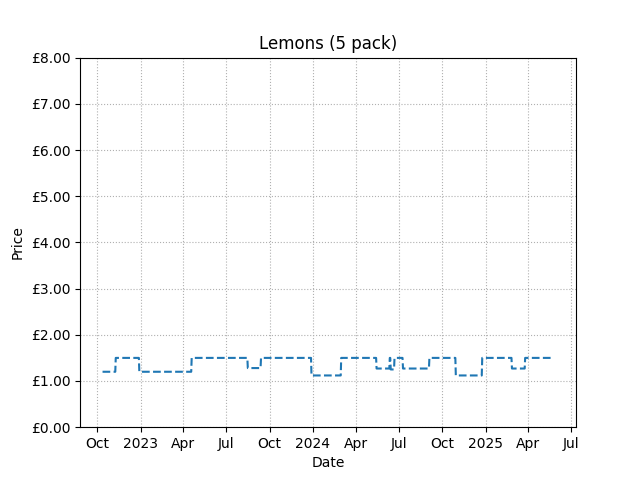 Lemons (5 pack)
£8.00
£7.00
£6.00
£5.00
£4.00
£3.00
£2.00
£1.00
£0.00
Price
Oct 2023 Apr Jul Oct 2024 Apr Jul Oct 2025 Apr Jul
Date